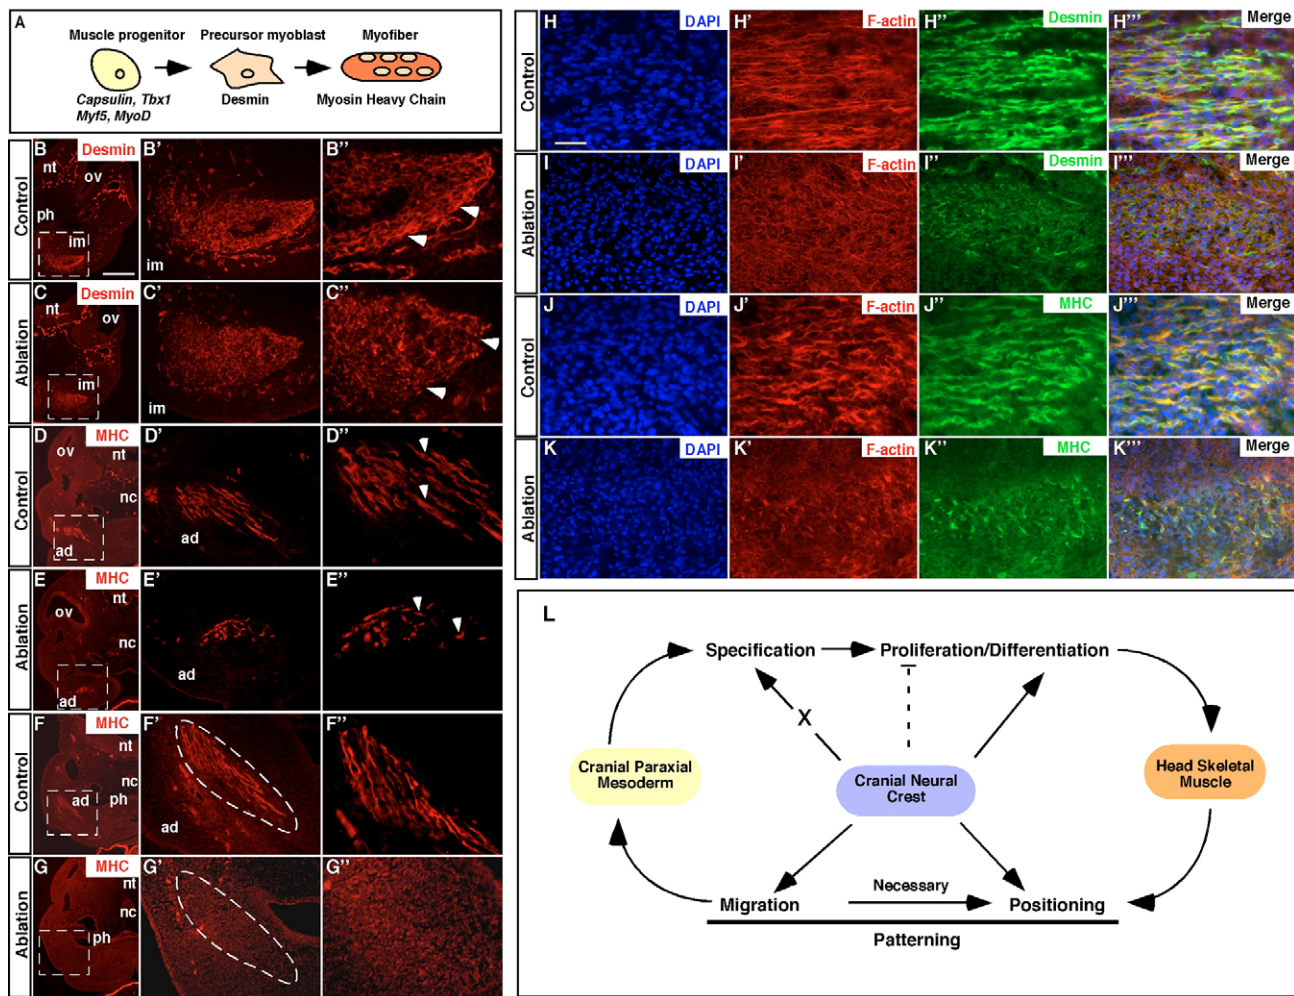 A
Muscle progenitor Precursor myoblast Myofiber
Capsulin, Tbx1 Desmin Myosin Heavy Chain
Myf5, MyoD
Control
B Desmin B' B''
nt ov
ph
im im
Ablation
C Desmin C' C''
nt ov
im im
Control
D MHC D' D''
ov nt
nc
ad ad
Ablation
E MHC E' E''
ov nt
nc
ad ad
Control
F MHC F' F''
nt
nc
ad ph
ad
Ablation
G MHC G' G''
nt
nc
ph
Control
H DAPI H' F-actin H'' Desmin H''' Merge
Ablation
I DAPI I' F-actin I'' Desmin I''' Merge
Control
J DAPI J' F-actin J'' MHC J''' Merge
Ablation
K DAPI K' F-actin K'' MHC K''' Merge
L
Specification Proliferation/Differentiation
X
Cranial Paraxial Cranial Neural Head Skeletal
Mesoderm Crest Muscle
Necessary
Migration Positioning
Patterning